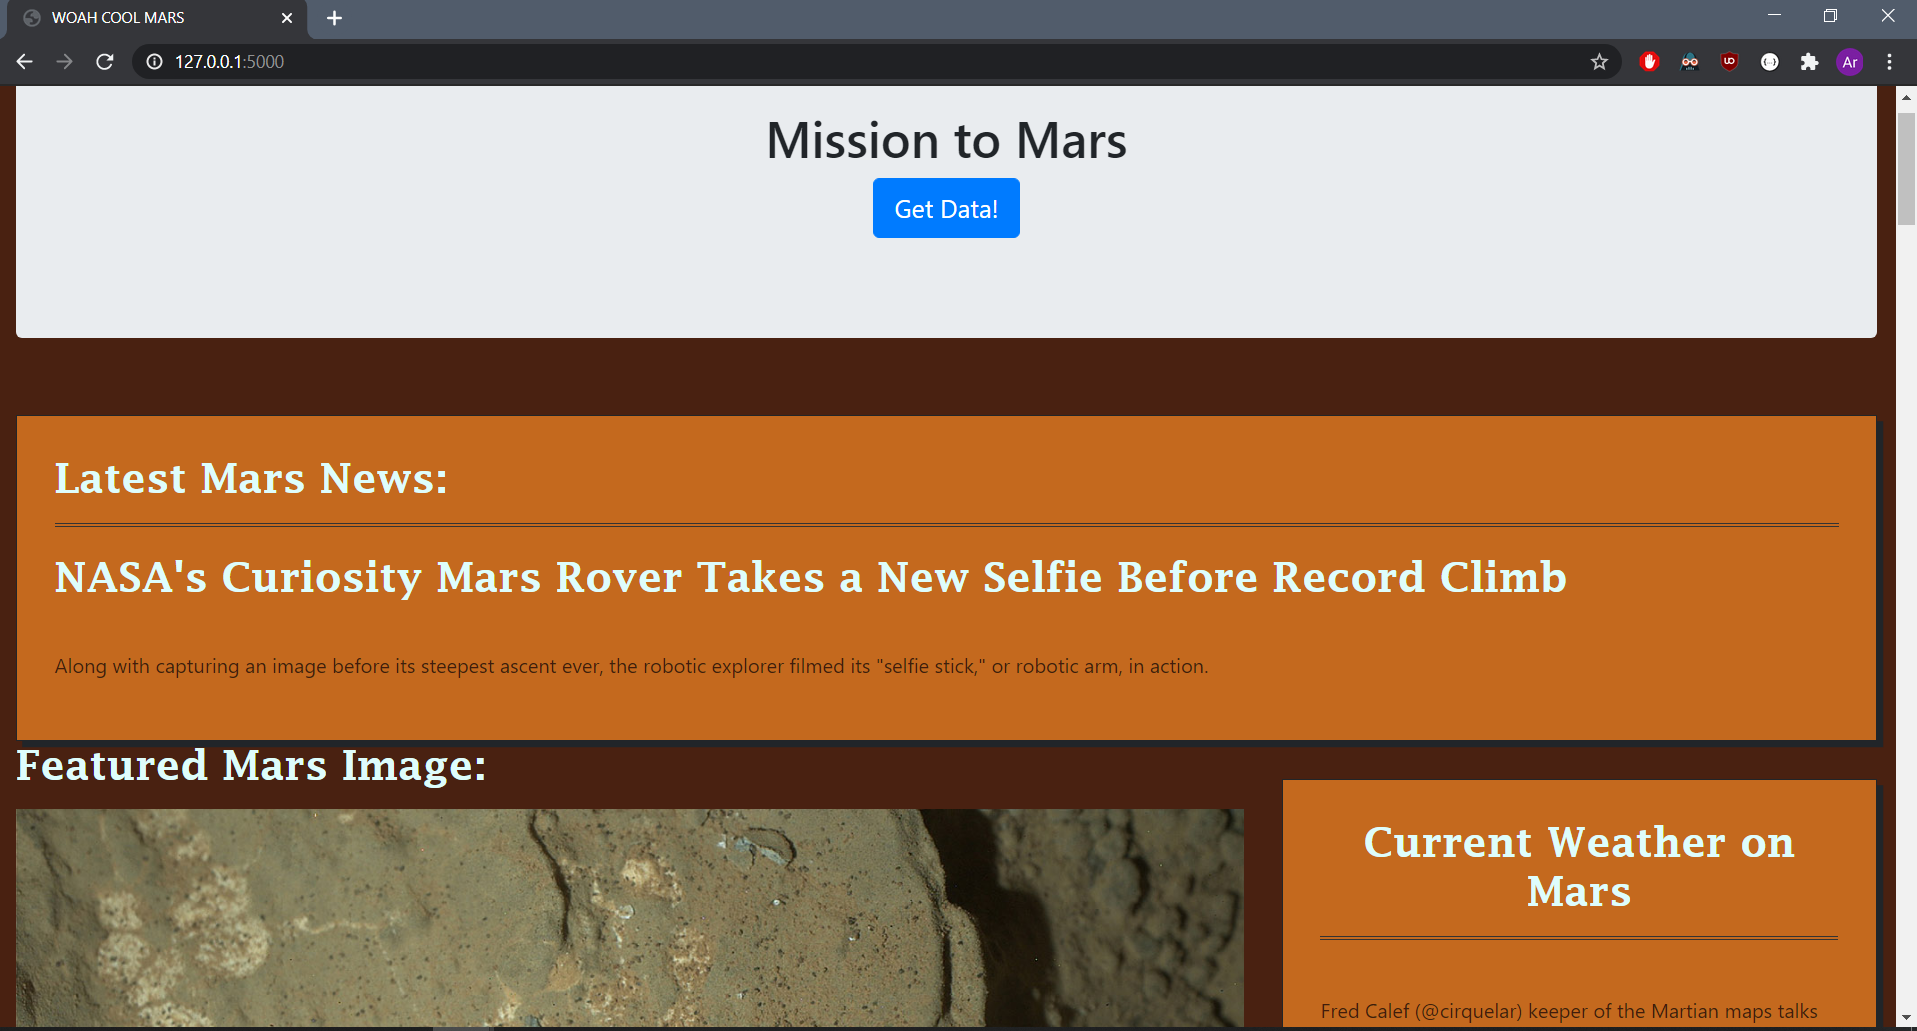 WOAH COOL MARS
127.0.0.1:5000
Ar
Mission to Mars
Get Data!
Latest Mars News:
NASA's Curiosity Mars Rover Takes a New Selfie Before Record Climb
Along with capturing an image before its steepest ascent ever, the robotic explorer filmed its "selfie stick," or robotic arm, in action.
Featured Mars Image:
Current Weather on
Mars
Fred Calef (@cirquelar) keeper of the Martian maps talks